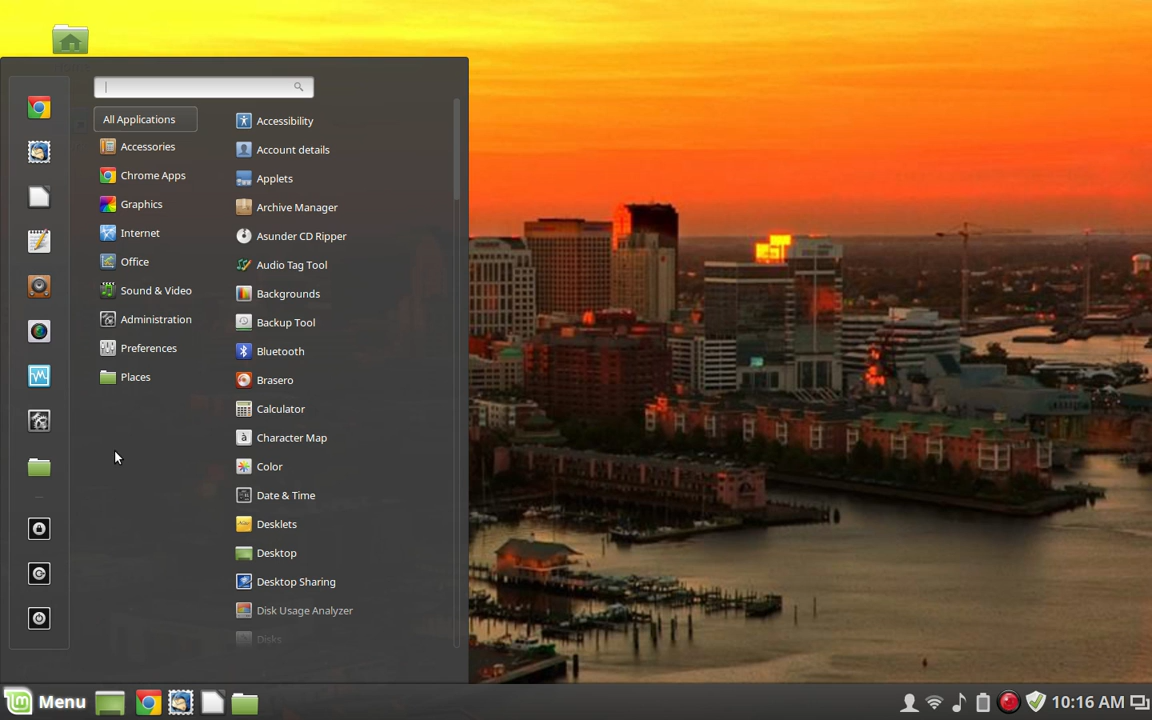 All Applications
Accessories
Chrome Apps
Graphics
Internet
Office
Sound & Video
Administration
Preferences
Places
Accessibility
Account details
Applets
Archive Manager
Asunder CD Ripper
Audio Tag Tool
Backgrounds
Backup Tool
Bluetooth
Brasero
Calculator
Character Map
Color
Date & Time
Desklets
Desktop
Desktop Sharing
Disk Usage Analyzer
Disks
Menu
10:16 AM